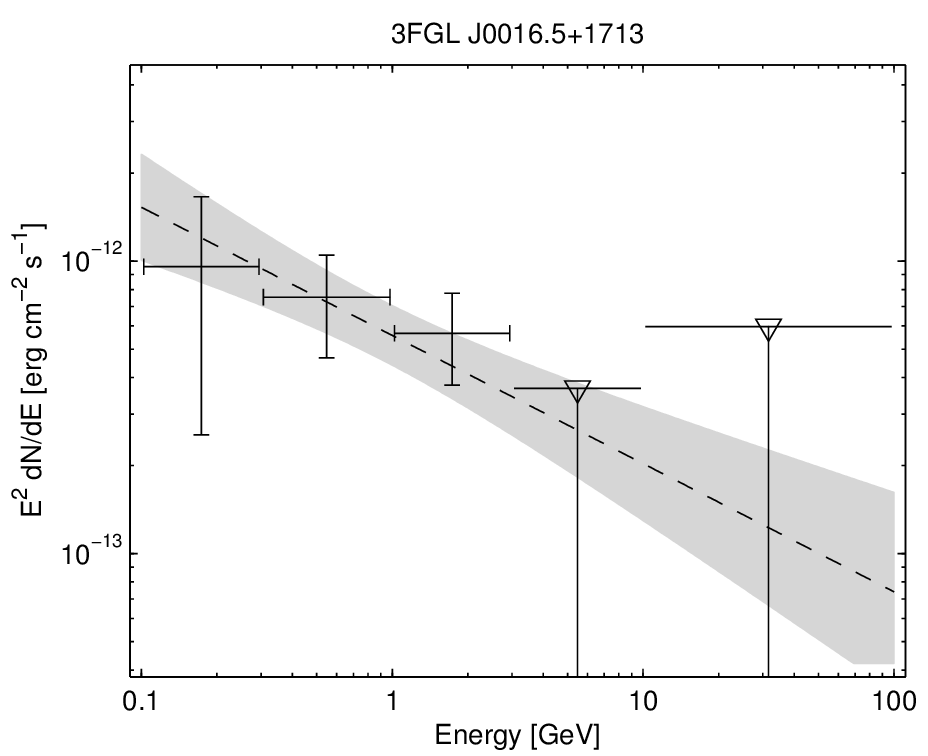 3FGL J0016.5+1713
E² dN/dE [erg cm⁻² s⁻¹]
10⁻¹²
10⁻¹³
0.1 1 10 100
Energy [GeV]